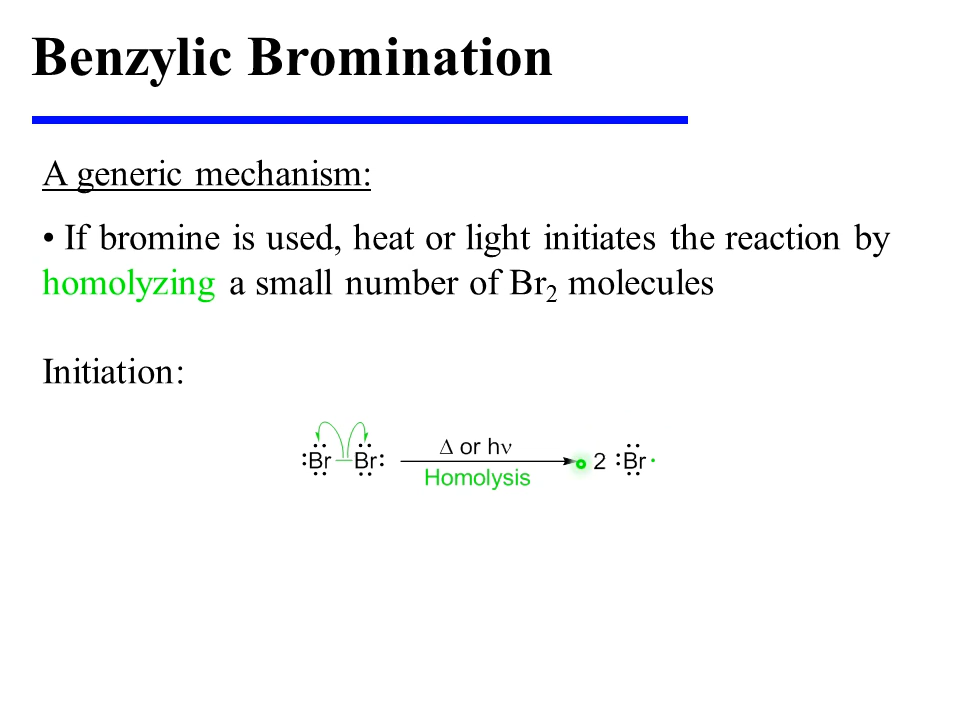 Benzylic Bromination
A generic mechanism:
• If bromine is used, heat or light initiates the reaction by
homolyzing a small number of Br₂ molecules
Initiation:
Δ or hν
:Br–Br: 2 :Br·
Homolysis